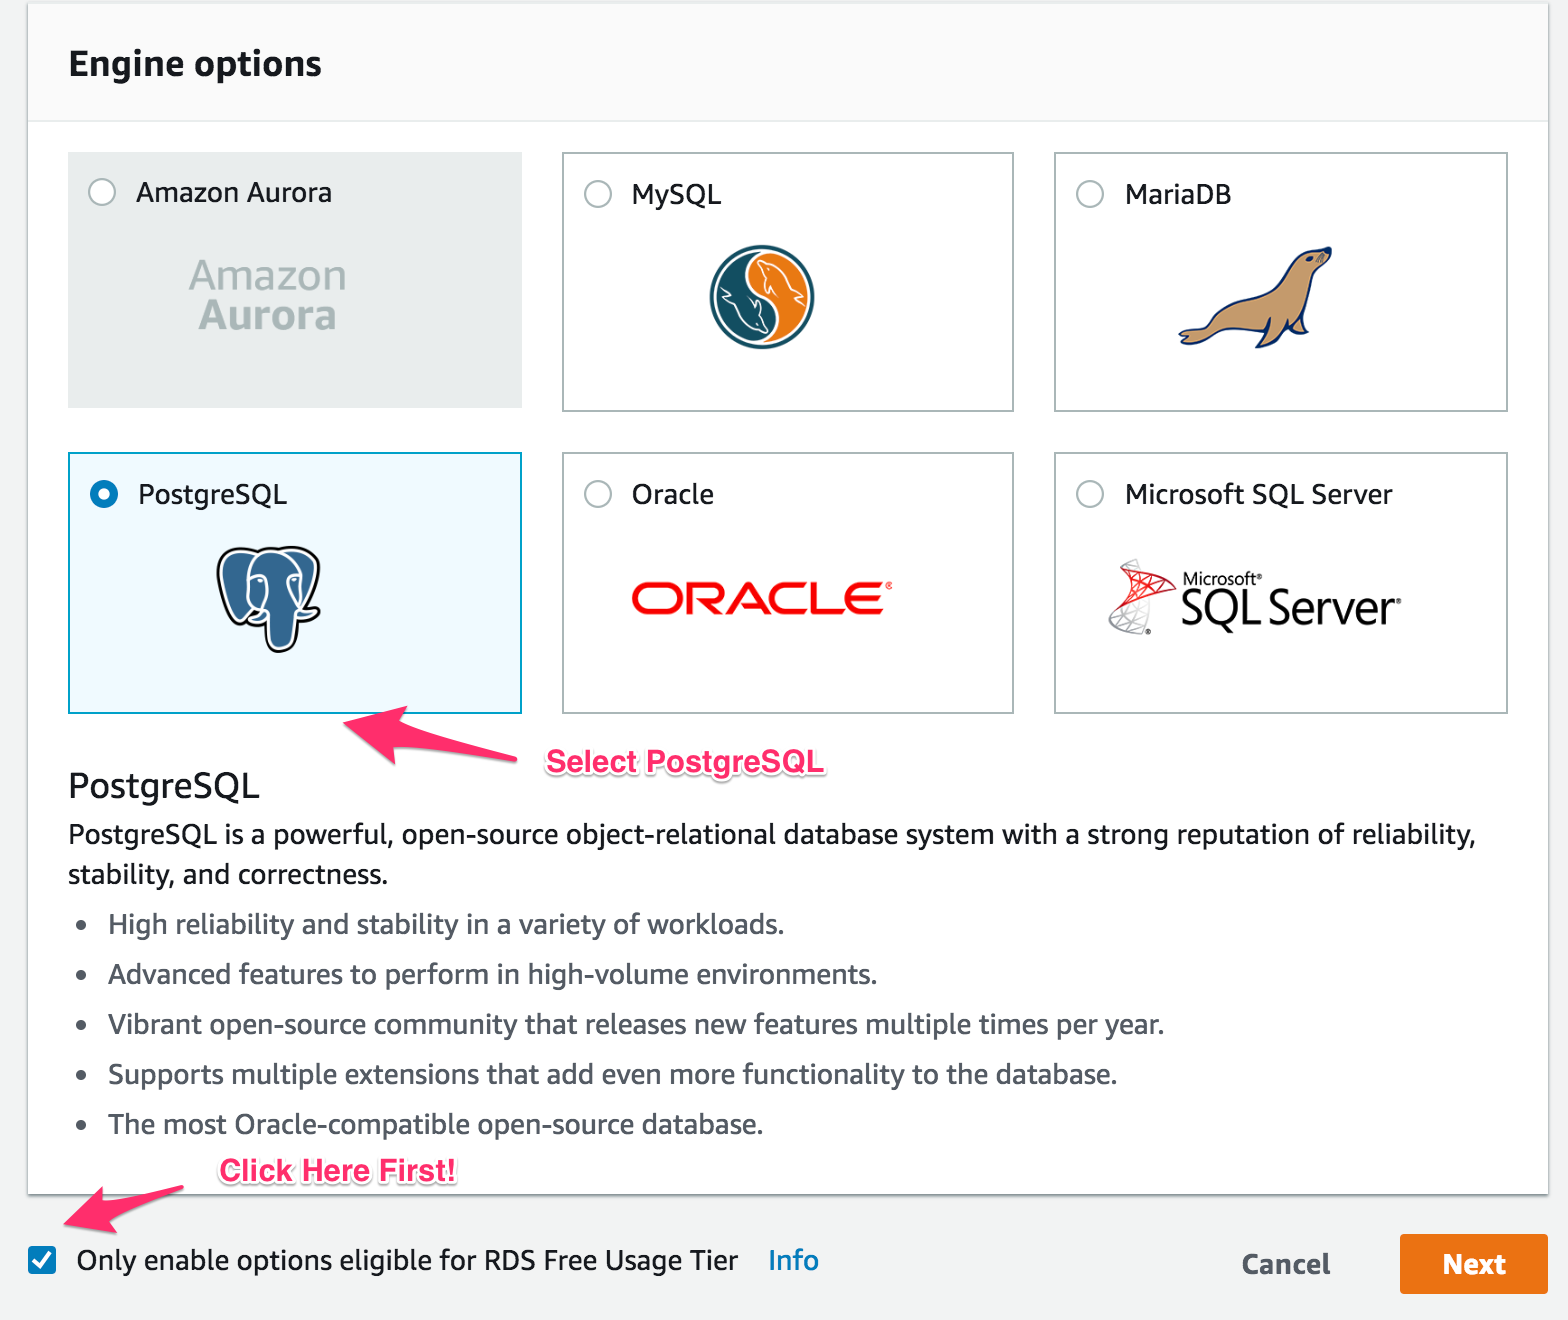 Engine options
Amazon Aurora
Amazon
Aurora
MySQL
MariaDB
PostgreSQL
Oracle
ORACLE®
Microsoft SQL Server
Microsoft®
SQL Server®
®
Select PostgreSQL
PostgreSQL
PostgreSQL is a powerful, open-source object-relational database system with a strong reputation of reliability,
stability, and correctness.
• High reliability and stability in a variety of workloads.
• Advanced features to perform in high-volume environments.
• Vibrant open-source community that releases new features multiple times per year.
• Supports multiple extensions that add even more functionality to the database.
• The most Oracle-compatible open-source database.
Click Here First!
Only enable options eligible for RDS Free Usage Tier Info
Cancel
Next